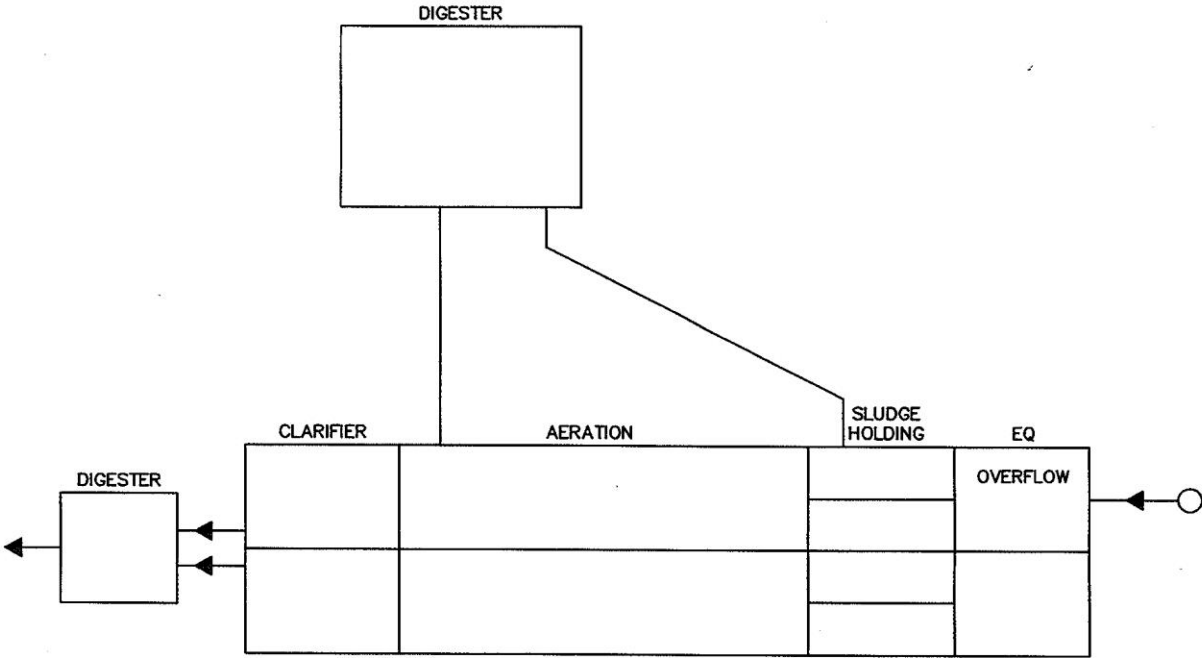 DIGESTER
CLARIFIER
AERATION
SLUDGE
HOLDING
EQ
DIGESTER
OVERFLOW